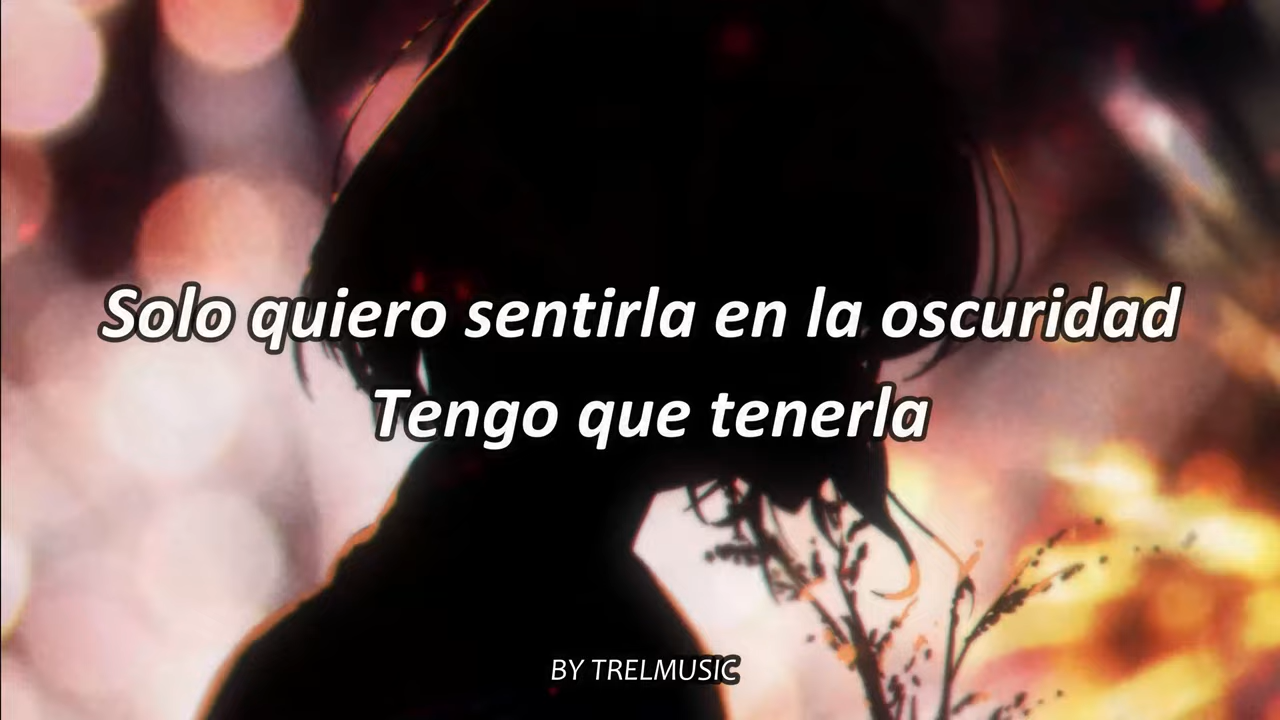 Solo quiero sentirla en la oscuridad
Tengo que tenerla
BY TRELMUSIC